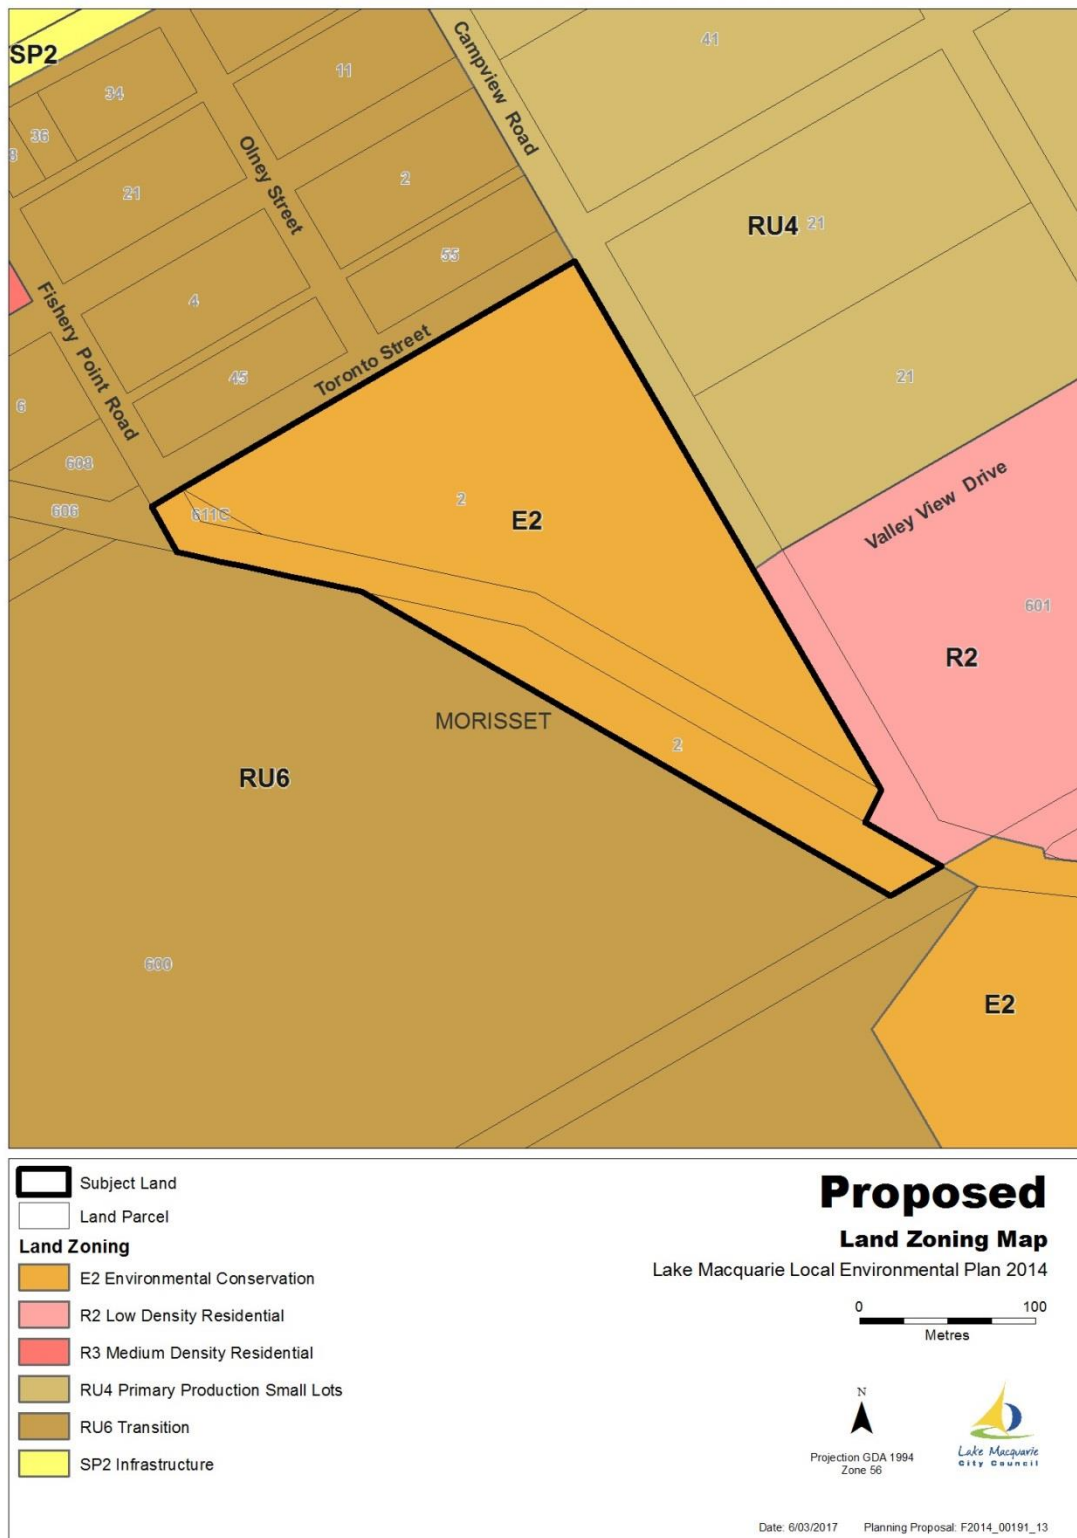 SP2
34
36
21
11
41
Campview Road
Olney Street
2
55
RU4 21
4
45
Toronto Street
Fishery Point Road
6
608
606
611C
2
E2
21
Valley View Drive
601
R2
MORISSET
2
RU6
600
E2
Subject Land
Land Parcel
Land Zoning
E2 Environmental Conservation
R2 Low Density Residential
R3 Medium Density Residential
RU4 Primary Production Small Lots
RU6 Transition
SP2 Infrastructure
Proposed
Land Zoning Map
Lake Macquarie Local Environmental Plan 2014
0 100
Metres
N
Projection GDA 1994
Zone 56
Lake Macquarie
City Council
Date: 6/03/2017 Planning Proposal: F2014_00191_13